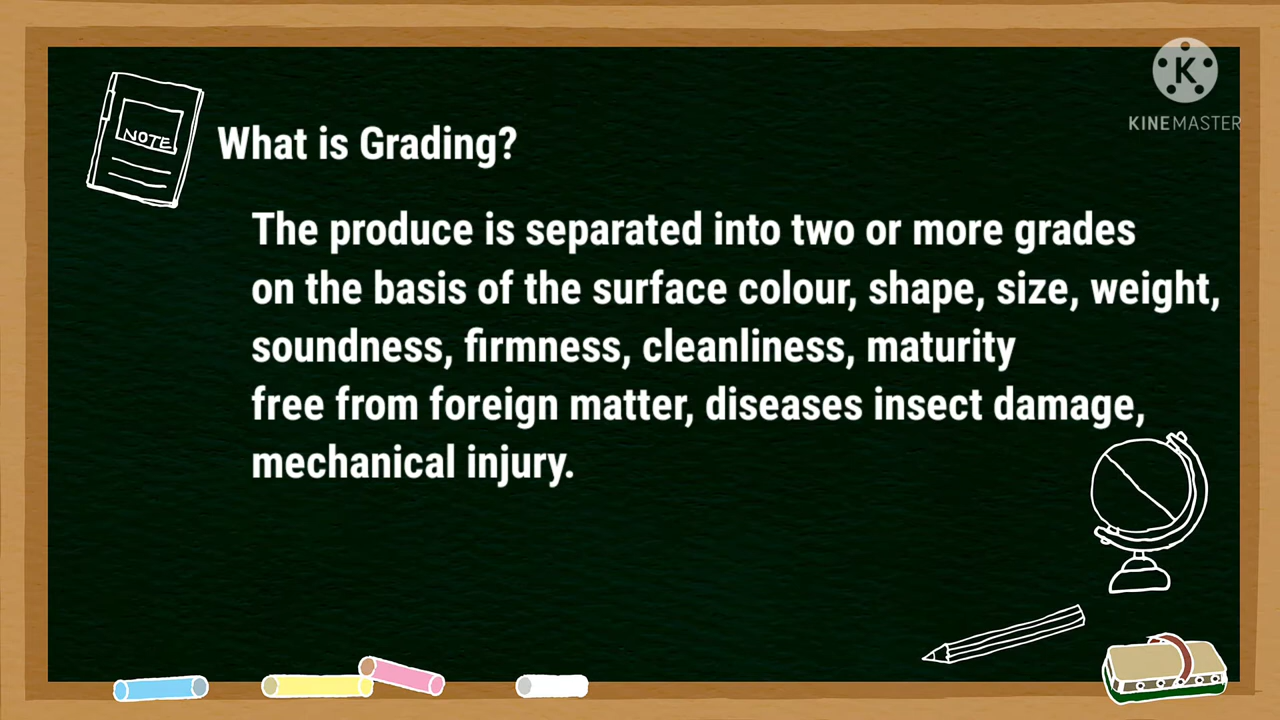 NOTE
What is Grading?
K
KINEMASTER
The produce is separated into two or more grades
on the basis of the surface colour, shape, size, weight,
soundness, firmness, cleanliness, maturity
free from foreign matter, diseases insect damage,
mechanical injury.